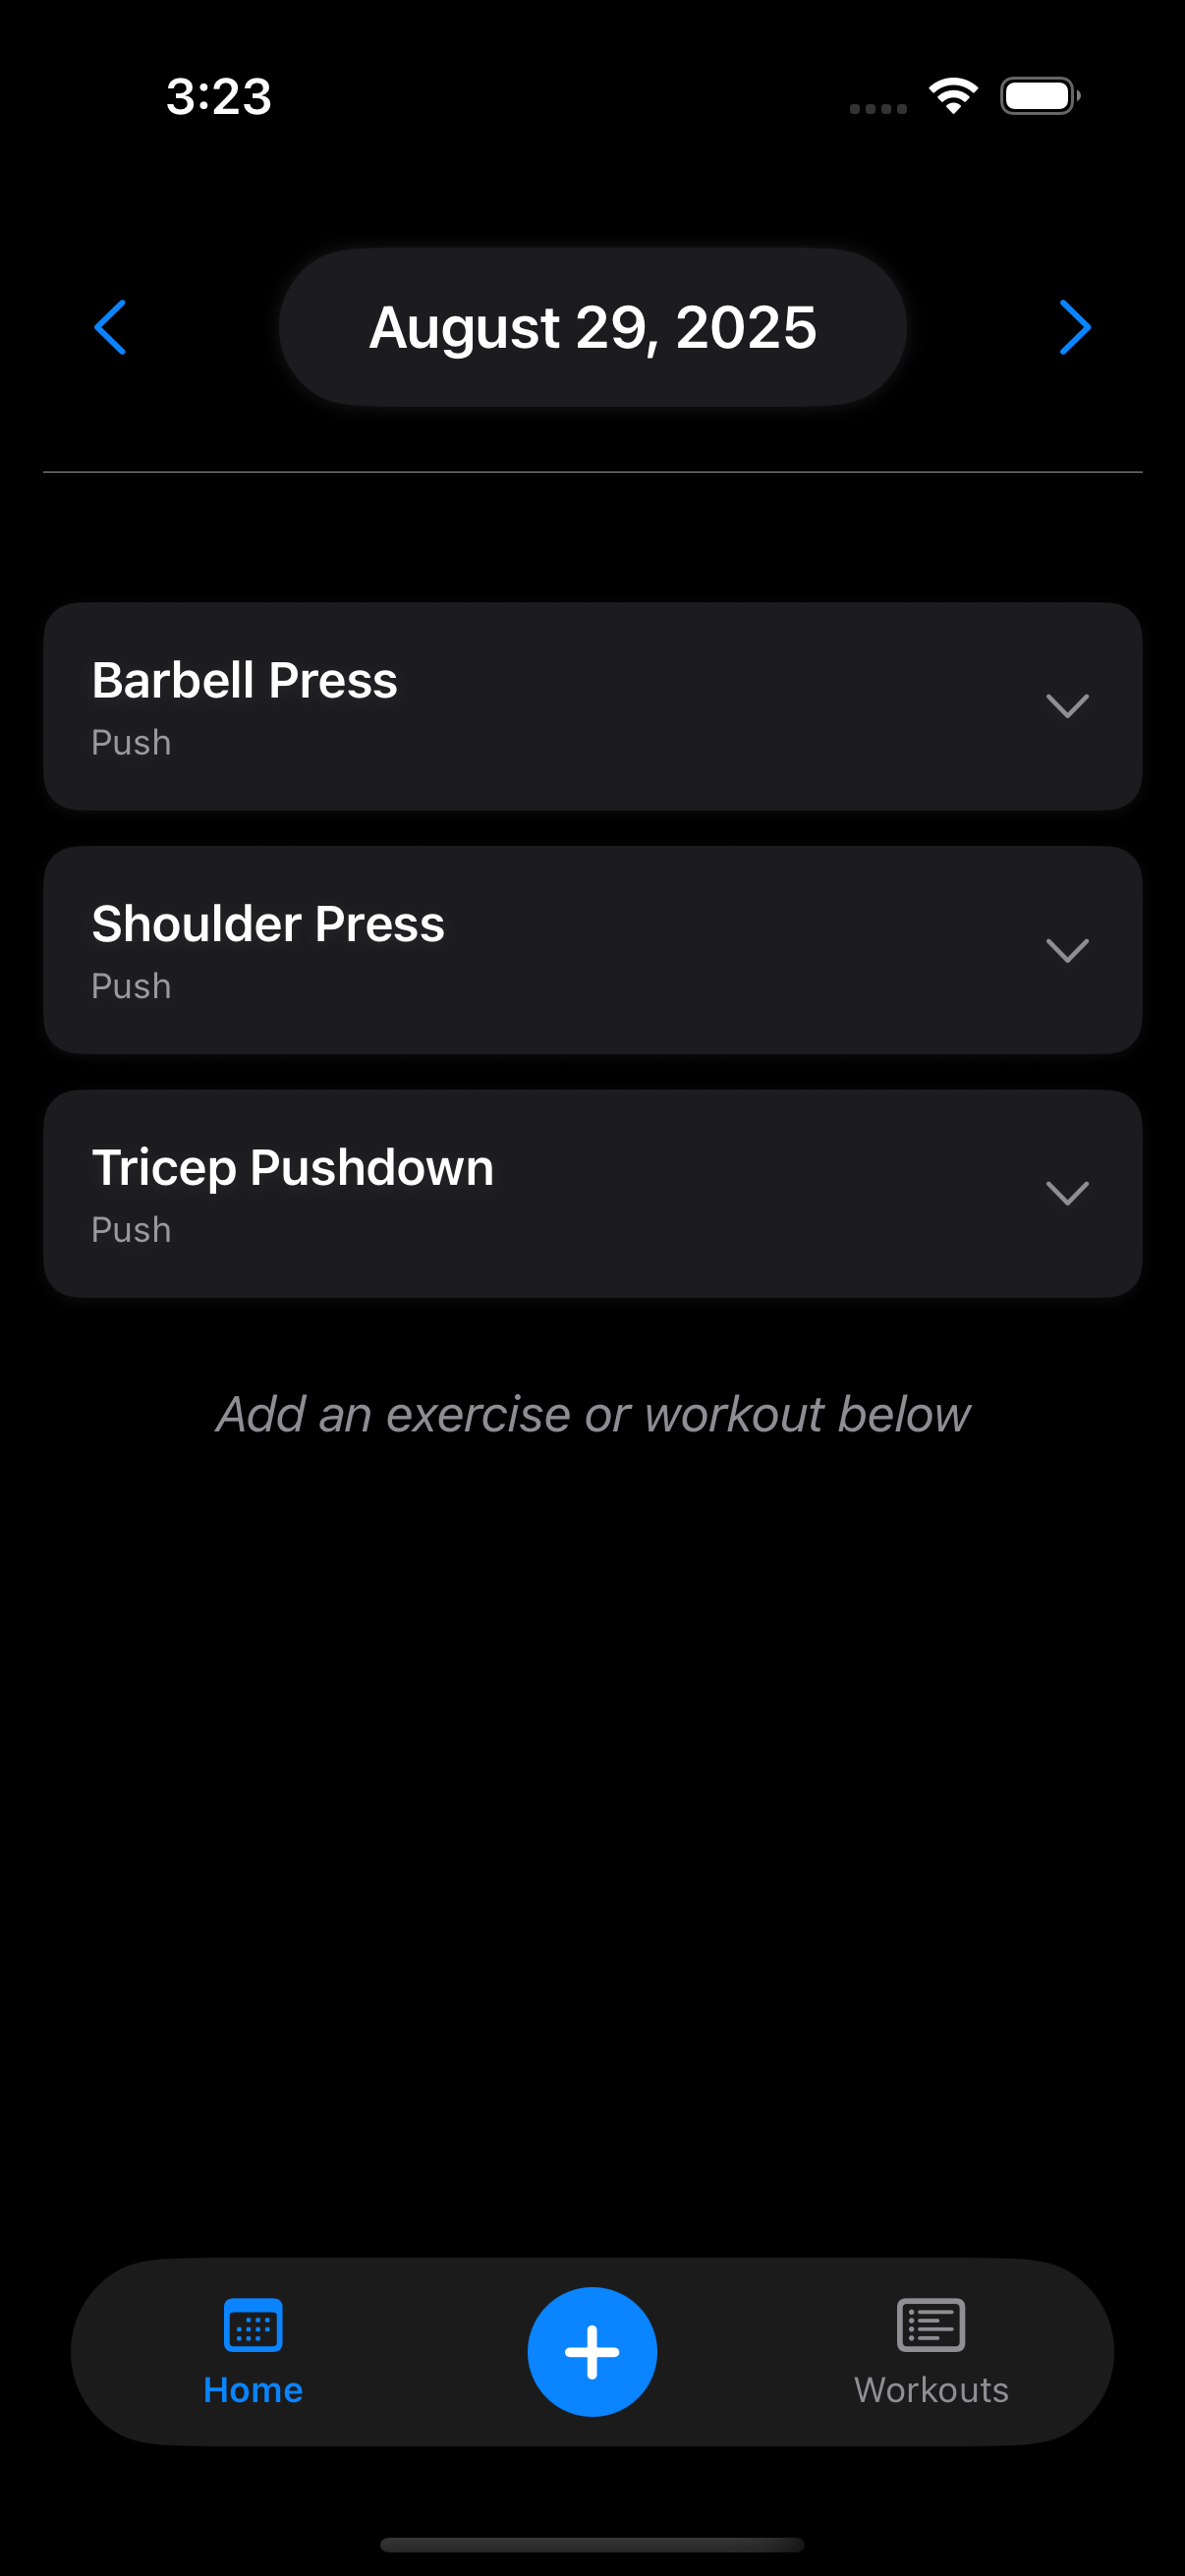 3:23
August 29, 2025
Barbell Press
Push
Shoulder Press
Push
Tricep Pushdown
Push
Add an exercise or workout below
Home
Workouts